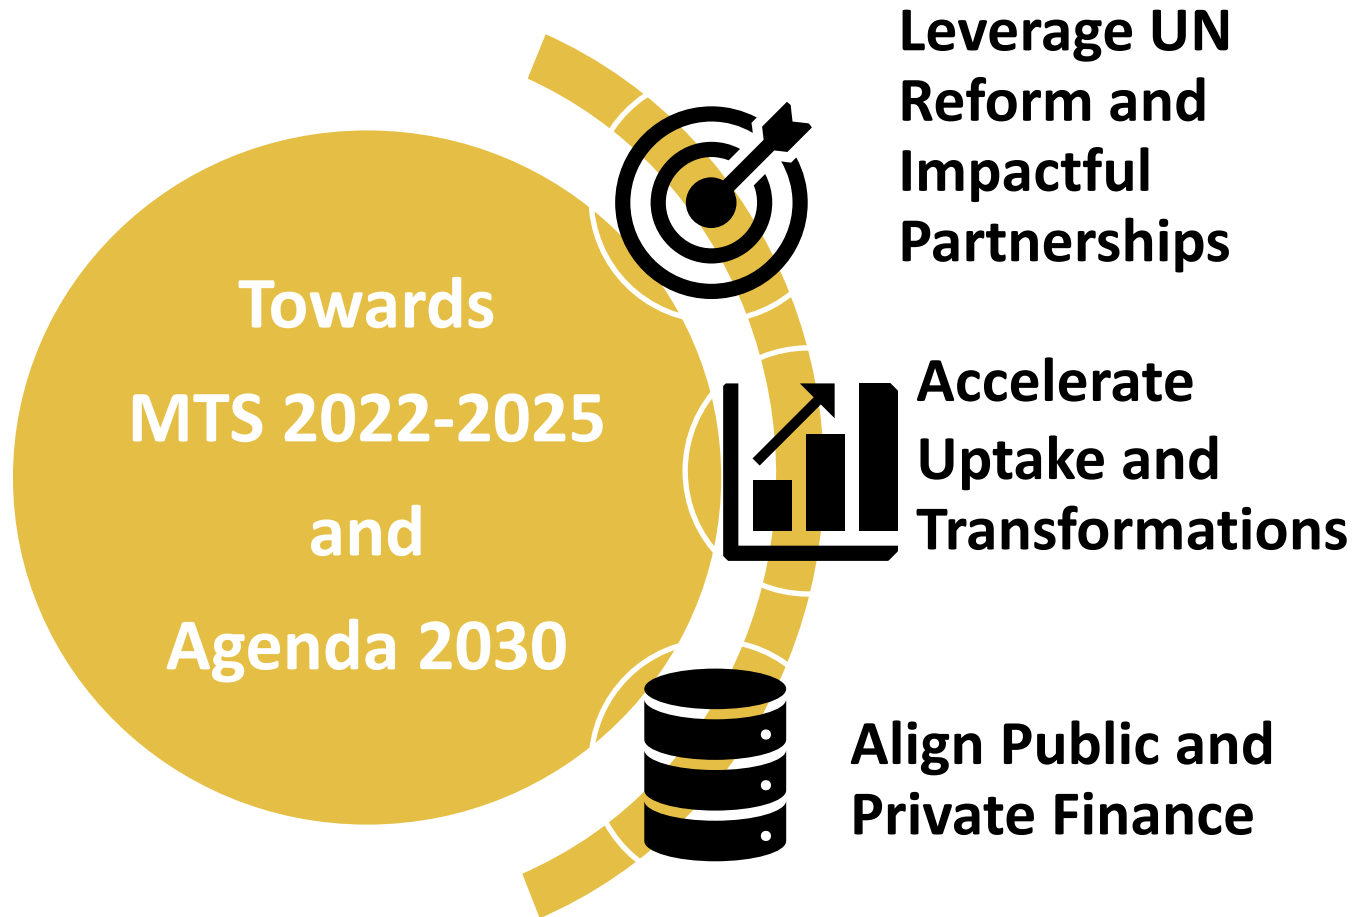 Towards
MTS 2022-2025
and
Agenda 2030
Leverage UN
Reform and
Impactful
Partnerships
Accelerate
Uptake and
Transformations
Align Public and
Private Finance